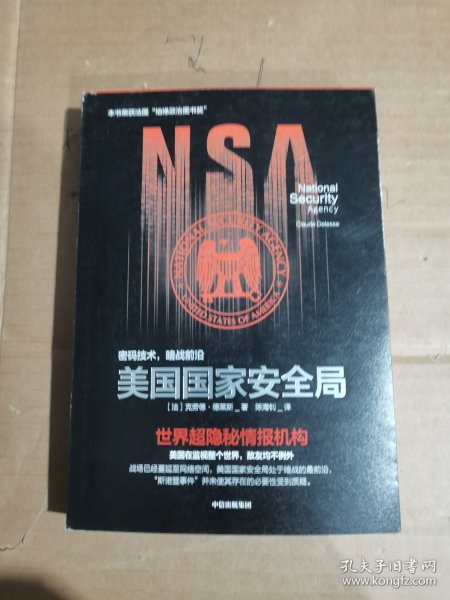 本书荣获法国“地缘政治图书奖”
NSA
National
Security
Agency
Claude Delesse
NATIONAL SECURITY AGENCY
UNITED STATES OF AMERICA
密码技术,暗战前沿
美国国家安全局
[法]克劳德·德莱斯_著 陈海钊_译
世界超隐秘情报机构
美国在监视整个世界,敌友均不例外
战场已经蔓延至网络空间,美国国家安全局处于暗战的最前沿,
“斯诺登事件”并未使其存在的必要性受到质疑。
中信出版集团
孔夫子旧书网
www.kongfz.com